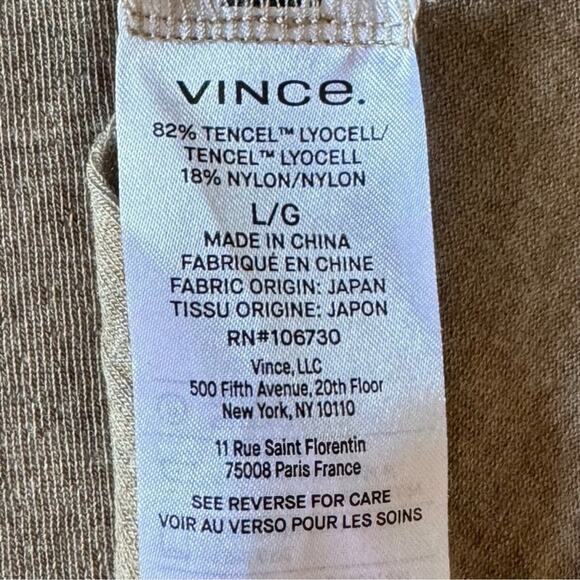 VINCE.
82% TENCEL™ LYOCELL/
TENCEL™ LYOCELL
18% NYLON/NYLON
L/G
MADE IN CHINA
FABRIQUE EN CHINE
FABRIC ORIGIN: JAPAN
TISSU ORIGINE: JAPON
RN#106730
Vince, LLC
500 Fifth Avenue, 20th Floor
New York, NY 10110
11 Rue Saint Florentin
75008 Paris France
SEE REVERSE FOR CARE
VOIR AU VERSO POUR LES SOINS